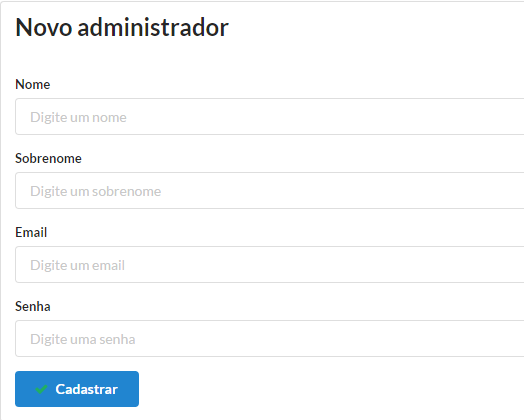 Novo administrador
Nome
Digite um nome
Sobrenome
Digite um sobrenome
Email
Digite um email
Senha
Digite uma senha
Cadastrar